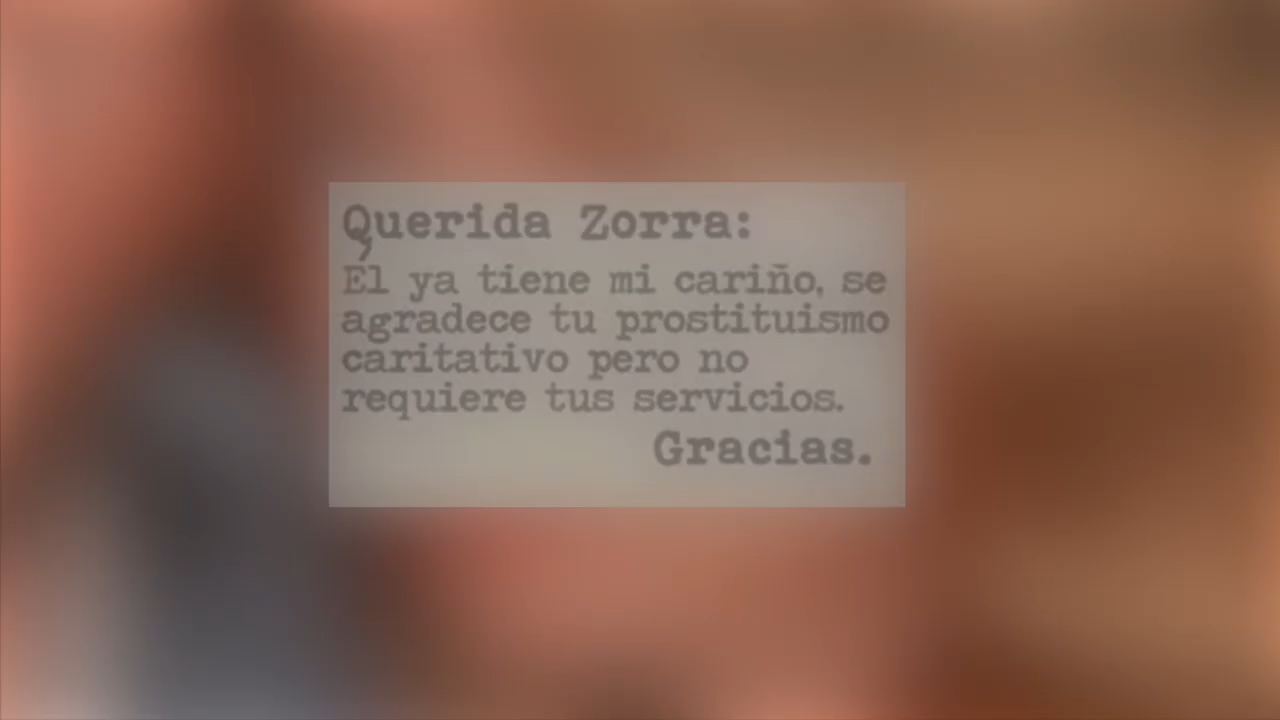 Querida Zorra:
El ya tiene mi cariño, se
agradece tu prostituismo
caritativo pero no
requiere tus servicios.
Gracias.